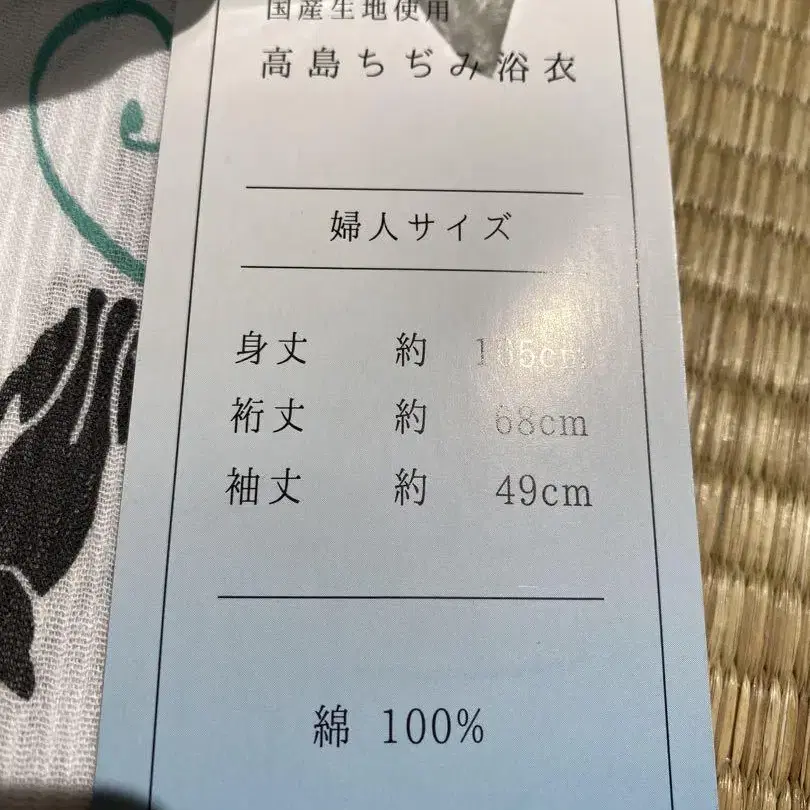 国産生地使用
高島ちぢみ浴衣
婦人サイズ
身丈 約
裄丈 約 68cm
袖丈 約 49cm
綿 100%